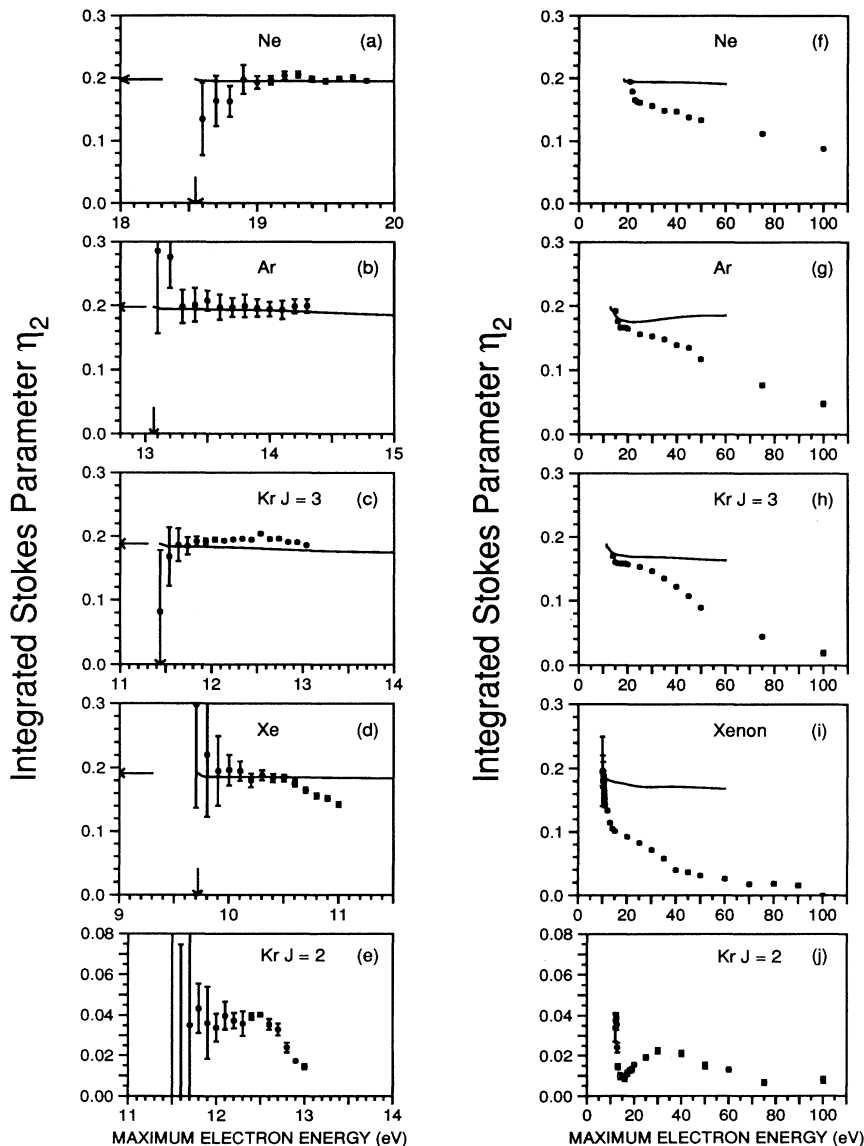 Integrated Stokes Parameter η2
0.3
0.2
0.1
0.0
Ne (a)
18 19 20
0.3
0.2
0.1
0.0
Ar (b)
13 14 15
0.3
0.2
0.1
0.0
Kr J = 3 (c)
11 12 13 14
0.3
0.2
0.1
0.0
Xe (d)
9 10 11
0.08
0.06
0.04
0.02
0.00
Kr J = 2 (e)
11 12 13 14
MAXIMUM ELECTRON ENERGY (eV)
Integrated Stokes Parameter η2
0.3
0.2
0.1
0.0
Ne (f)
0 20 40 60 80 100
0.3
0.2
0.1
0.0
Ar (g)
0 20 40 60 80 100
0.3
0.2
0.1
0.0
Kr J = 3 (h)
0 20 40 60 80 100
0.3
0.2
0.1
0.0
Xenon (i)
0 20 40 60 80 100
0.08
0.06
0.04
0.02
0.00
Kr J = 2 (j)
0 20 40 60 80 100
MAXIMUM ELECTRON ENERGY (eV)